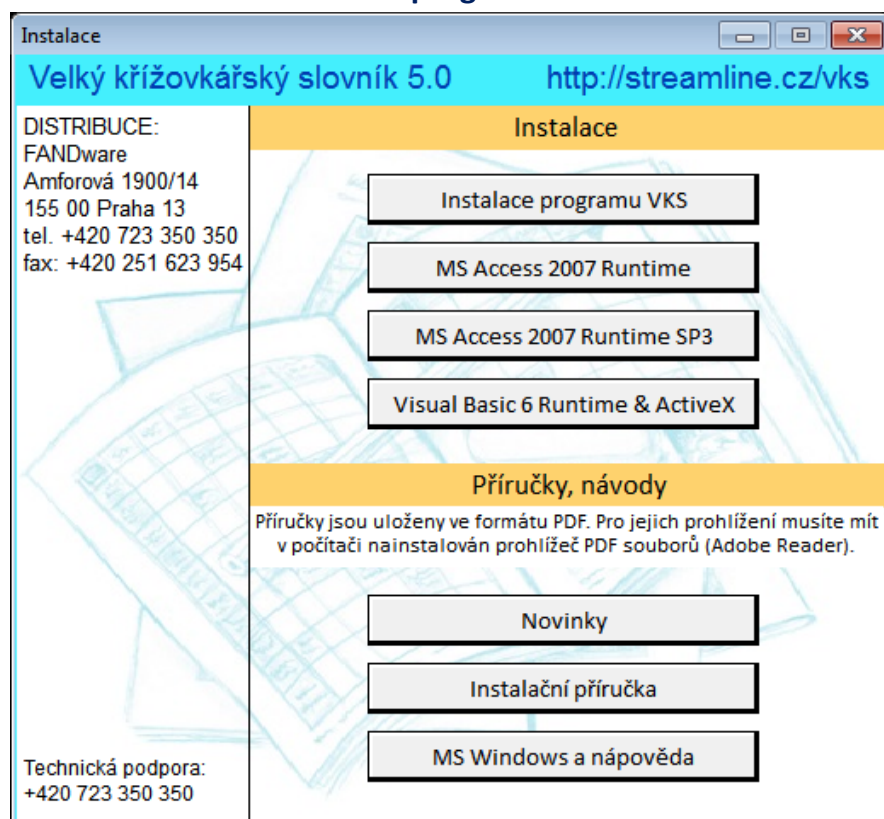 Instalace
Velký křížovkářský slovník 5.0 http://streamline.cz/vks
DISTRIBUCE:
FANDware
Amforová 1900/14
155 00 Praha 13
tel. +420 723 350 350
fax: +420 251 623 954
Instalace
Instalace programu VKS
MS Access 2007 Runtime
MS Access 2007 Runtime SP3
Visual Basic 6 Runtime & ActiveX
Příručky, návody
Příručky jsou uloženy ve formátu PDF. Pro jejich prohlížení musíte mít
v počítači nainstalován prohlížeč PDF souborů (Adobe Reader).
Novinky
Instalační příručka
MS Windows a nápověda
Technická podpora:
+420 723 350 350